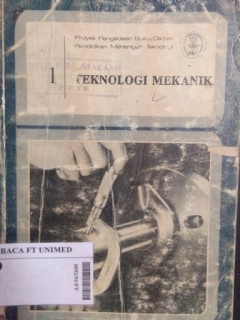 Proyek Pengadaan Buku/Diktat
Pendidikan Menengah Teknologi
1
TEKNOLOGI MEKANIK
BACA FT UNIMED